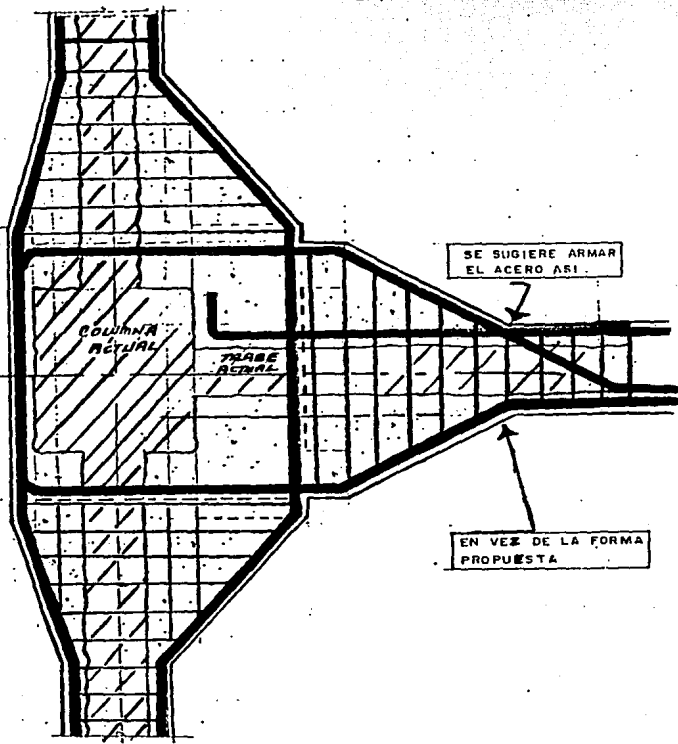 SE SUGIERE ARMAR
EL ACERO ASI.
COLUMNA
ACTUAL
TRABE
ACTUAL
EN VEZ DE LA FORMA
PROPUESTA